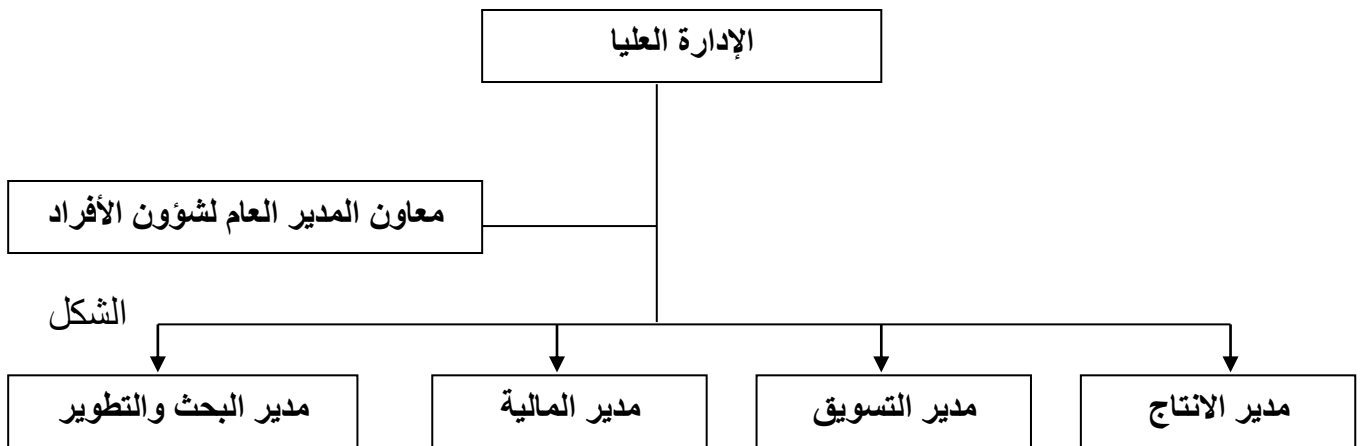 الإدارة العليا
معاون المدير العام لشؤون الأفراد
الشكل
مدير الانتاج
مدير التسويق
مدير المالية
مدير البحث والتطوير